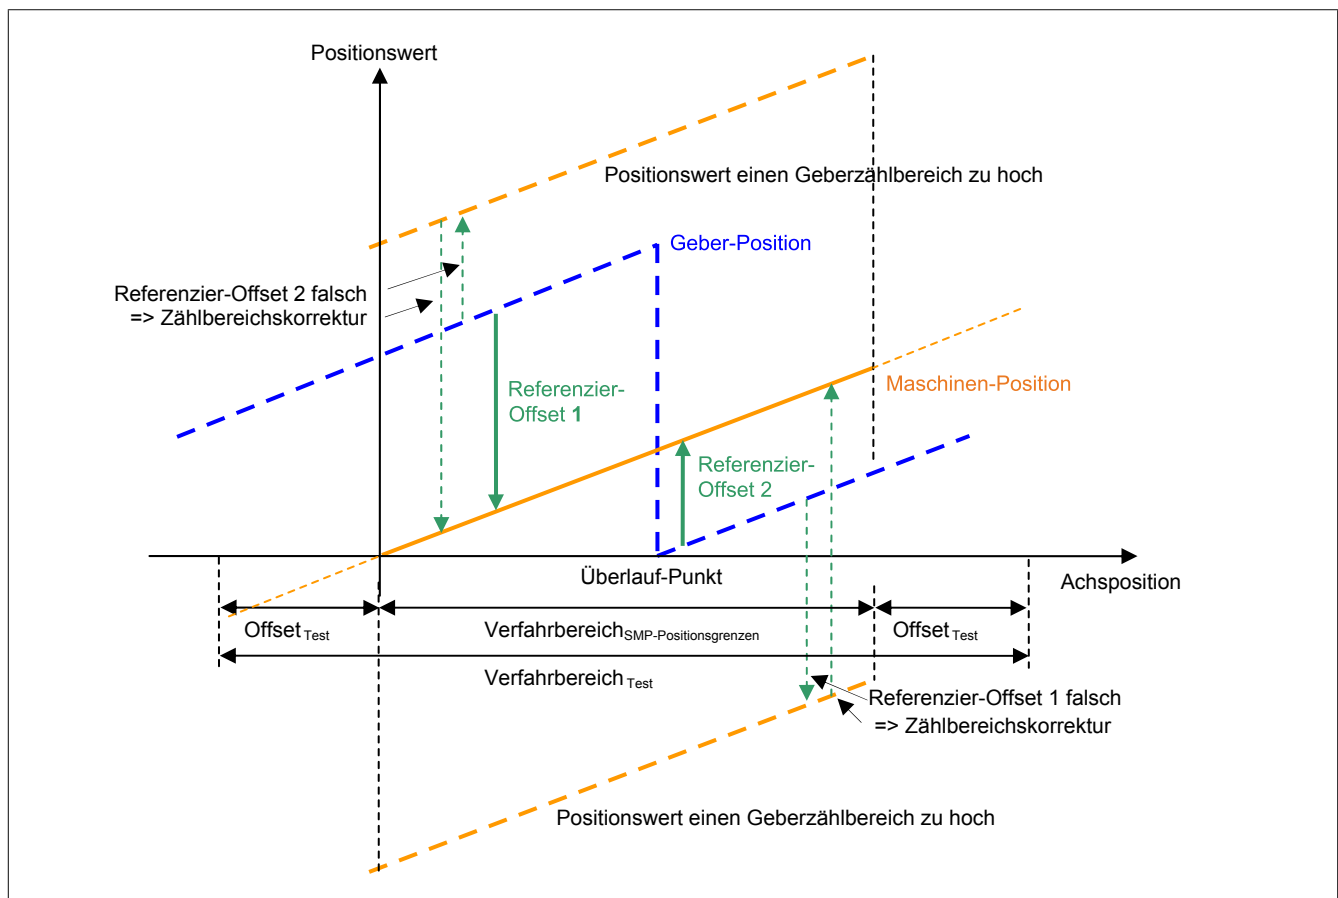 Positionswert
Positionswert einen Geberzählbereich zu hoch
Geber-Position
Referenzier-Offset 2 falsch
=> Zählbereichskorrektur
Referenzier-
Offset 1
Maschinen-Position
Referenzier-
Offset 2
Überlauf-Punkt
Achsposition
Offset Test
Verfahrbereich SMP-Positionsgrenzen
Offset Test
Verfahrbereich Test
Referenzier-Offset 1 falsch
=> Zählbereichskorrektur
Positionswert einen Geberzählbereich zu hoch